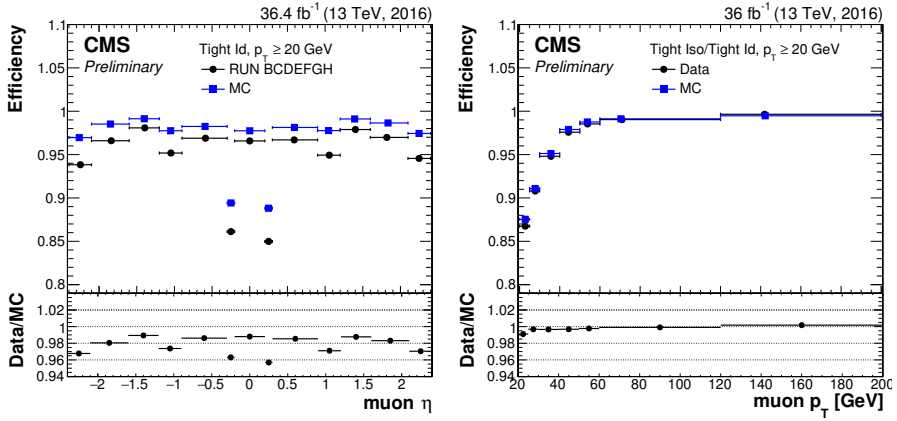 36.4 fb⁻¹ (13 TeV, 2016)
CMS
Preliminary
Tight Id, p_T ≥ 20 GeV
RUN BCDEFGH
MC
Efficiency
1.1
1.05
1
0.95
0.9
0.85
0.8
Data/MC
1.02
1
0.98
0.96
0.94
−2 −1.5 −1 −0.5 0 0.5 1 1.5 2
muon η
36 fb⁻¹ (13 TeV, 2016)
CMS
Preliminary
Tight Iso/Tight Id, p_T ≥ 20 GeV
Data
MC
Efficiency
1.1
1.05
1
0.95
0.9
0.85
0.8
Data/MC
1.02
1
0.98
0.96
0.94
20 40 60 80 100 120 140 160 180 200
muon p_T [GeV]